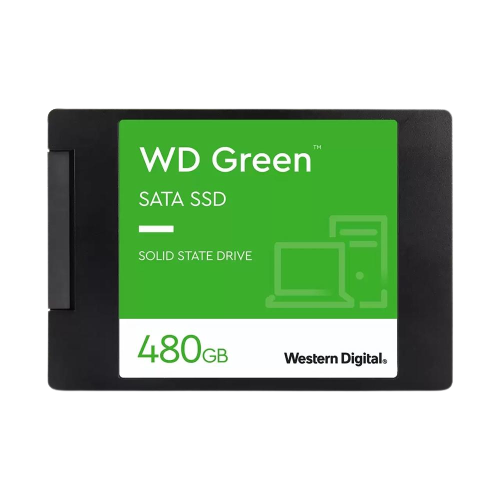 WD Green™
SATA SSD
SOLID STATE DRIVE
480GB
Western Digital®